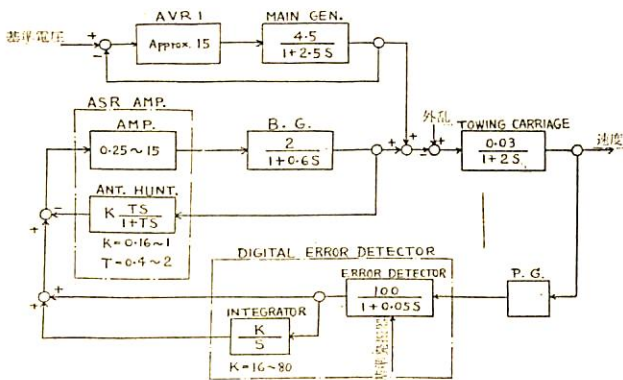 AVR 1
MAIN GEN.
基準電圧
+
−
Approx. 15
4.5
1+2.5S
ASR AMP.
AMP.
0.25~15
B. G.
2
1+0.6S
+
+
外乱
−
+
TOWING CARRIAGE
0.03
1+2S
速度
ANT. HUNT.
K TS
1+TS
−
+
K=0.16~1
T=0.4~2
DIGITAL ERROR DETECTOR
ERROR DETECTOR
100
1+0.05S
P. G.
+
+
INTEGRATOR
K
S
K=16~80